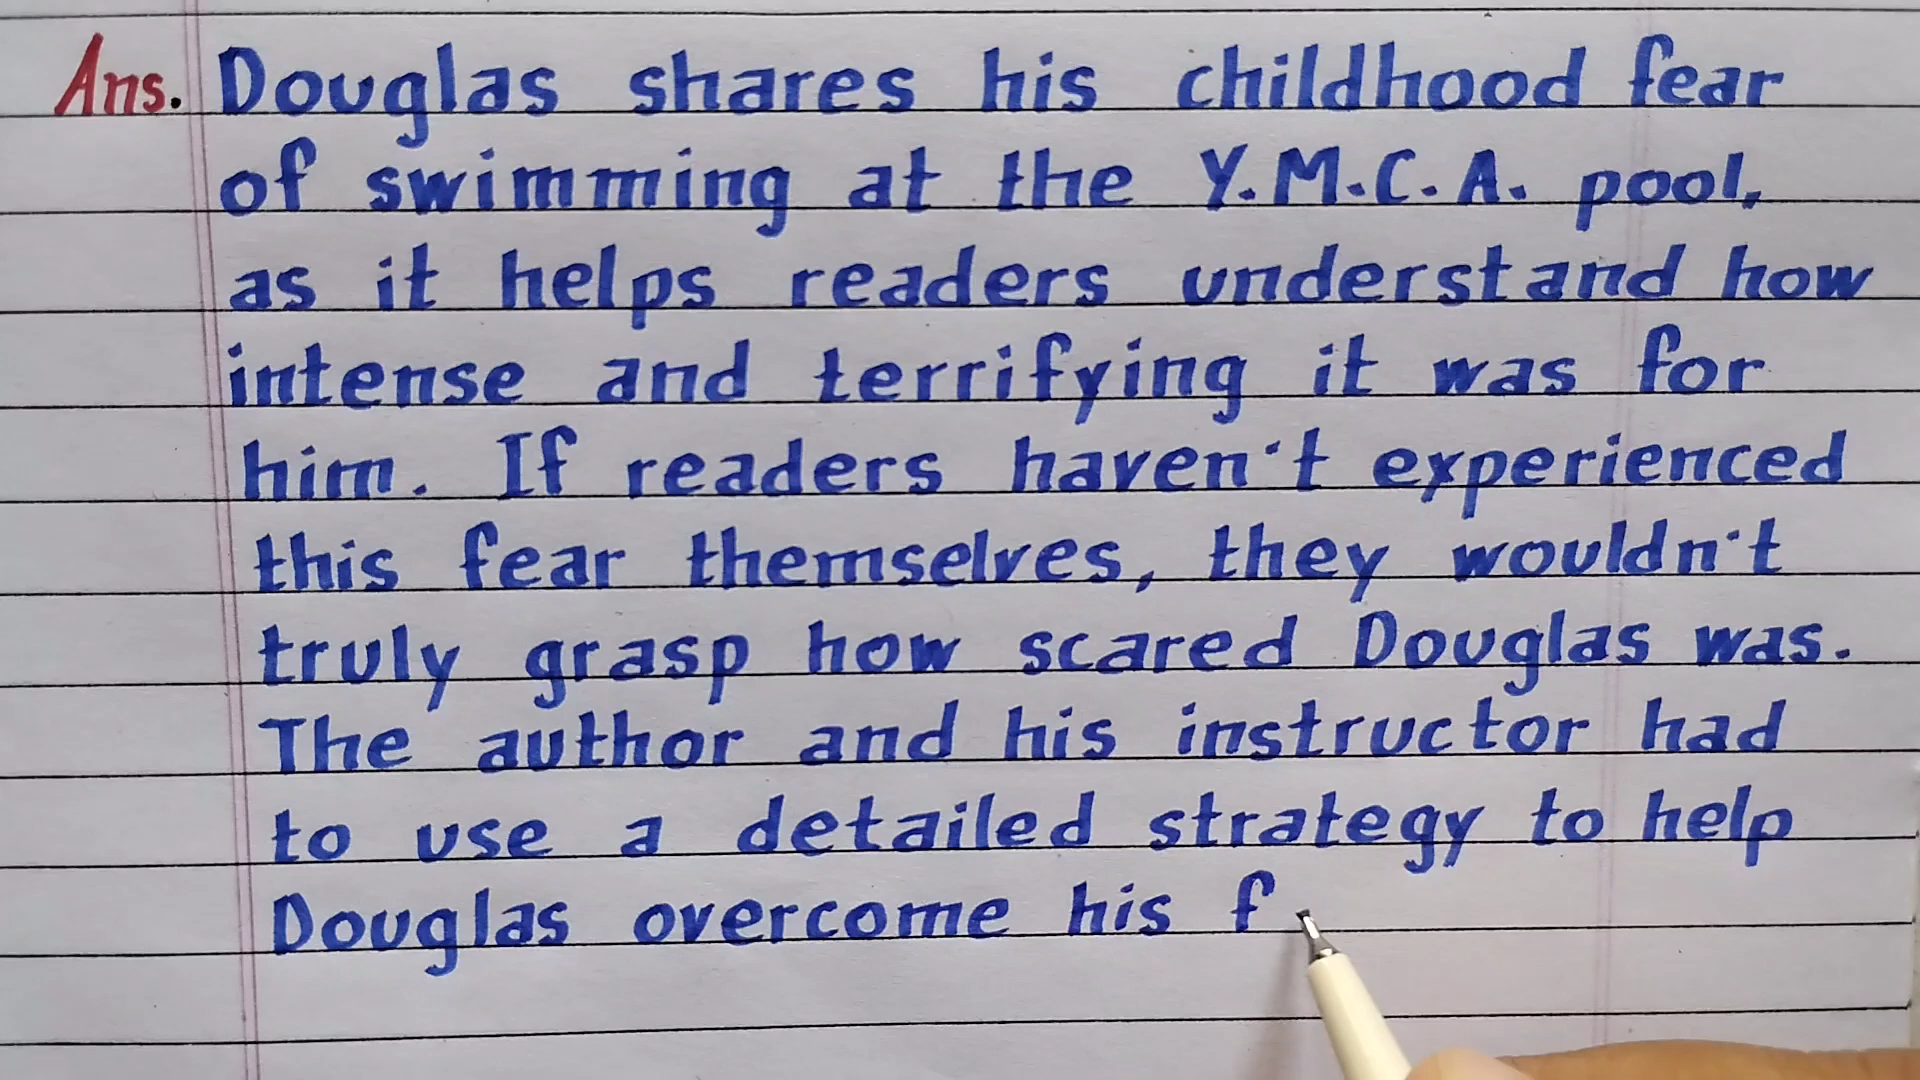 Ans. Douglas shares his childhood fear
of swimming at the Y.M.C.A. pool,
as it helps readers understand how
intense and terrifying it was for
him. If readers haven't experienced
this fear themselves, they wouldn't
truly grasp how scared Douglas was.
The author and his instructor had
to use a detailed strategy to help
Douglas overcome his f